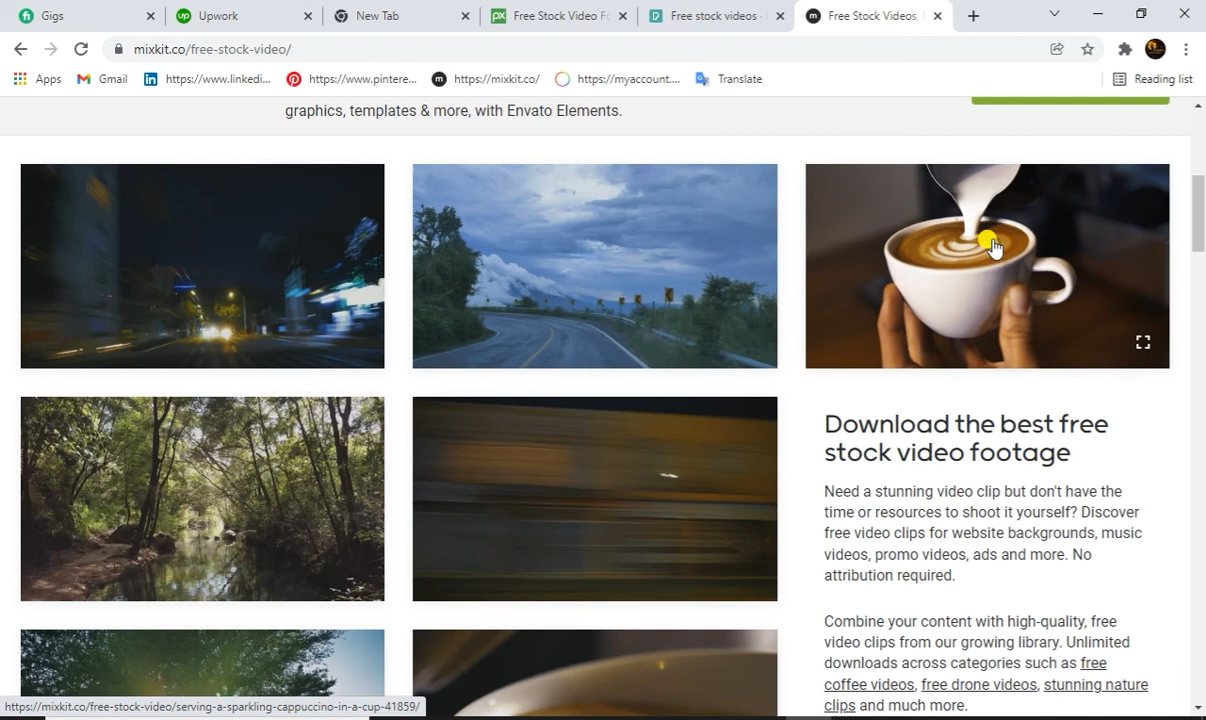 Gigs
Upwork
New Tab
Free Stock Video Fo
Free stock videos ·
Free Stock Videos,
mixkit.co/free-stock-video/
Apps
Gmail
https://www.linkedi...
https://www.pintere...
https://mixkit.co/
https://myaccount....
Translate
Reading list
graphics, templates & more, with Envato Elements.
Download the best free
stock video footage
Need a stunning video clip but don't have the
time or resources to shoot it yourself? Discover
free video clips for website backgrounds, music
videos, promo videos, ads and more. No
attribution required.
Combine your content with high-quality, free
video clips from our growing library. Unlimited
downloads across categories such as free
coffee videos, free drone videos, stunning nature
clips and much more.
https://mixkit.co/free-stock-video/serving-a-sparkling-cappuccino-in-a-cup-41859/